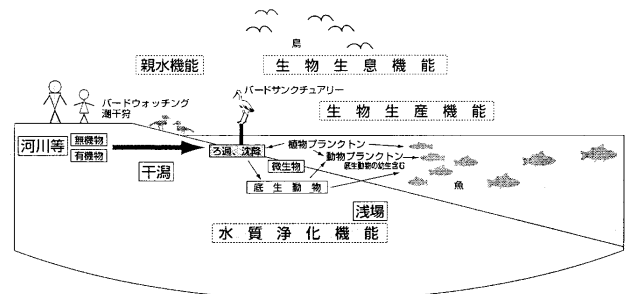 鳥
親水機能
生物生息機能
バードサンクチュアリー
バードウォッチング
潮干狩
生物生産機能
河川等
無機物
有機物
ろ過、沈降
植物プランクトン
動物プランクトン
底生動物の幼生含む
微生物
干潟
底生動物
魚
浅場
水質浄化機能